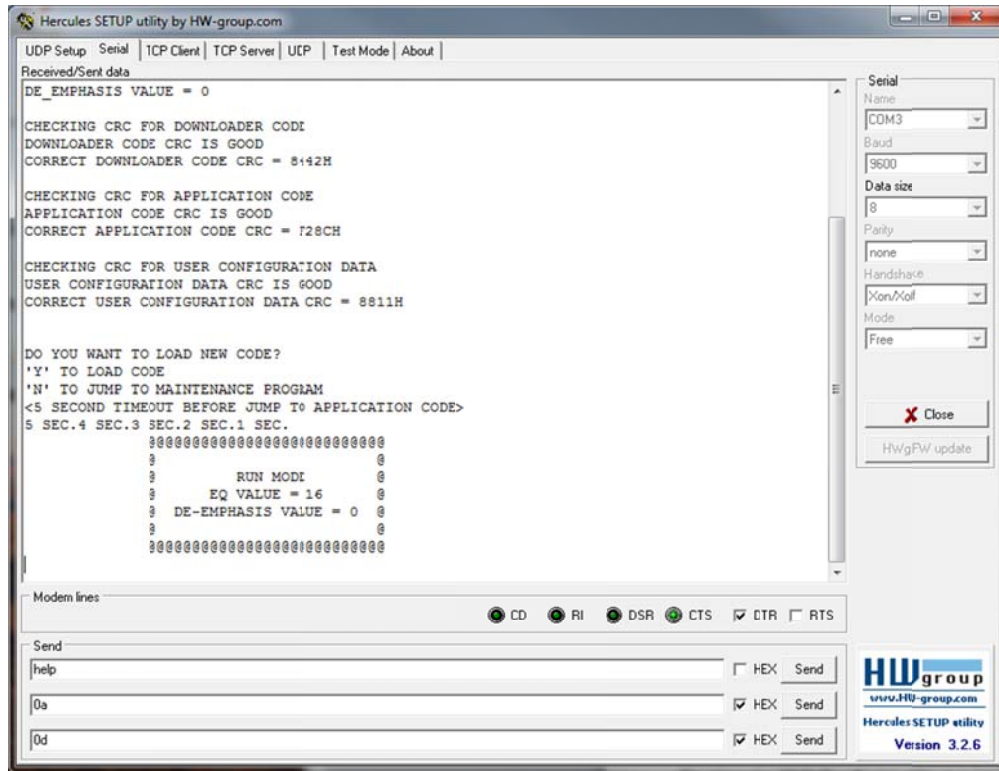 Hercules SETUP utility by HW-group.com
UDP Setup Serial TCP Client TCP Server UDP Test Mode About
Received/Sent data
DE_EMPHASIS VALUE = 0
CHECKING CRC FOR DOWNLOADER CODE
DOWNLOADER CODE CRC IS GOOD
CORRECT DOWNLOADER CODE CRC =
CHECKING CRC FOR APPLICATION CODE
APPLICATION CODE CRC IS GOOD
CORRECT APPLICATION CODE CRC =
CHECKING CRC FOR USER CONFIGURATION DATA
USER CONFIGURATION DATA CRC IS GOOD
CORRECT USER CONFIGURATION DATA CRC = 8811H
DO YOU WANT TO LOAD NEW CODE?
'Y' TO LOAD CODE
'N' TO JUMP TO MAINTENANCE PROGRAM
<5 SECOND TIMEOUT BEFORE JUMP TO APPLICATION CODE>
5 SEC.4 SEC.3 SEC.2 SEC.1 SEC.
@@@@@@@@@@@@@@@@@@@@@@@@@@@
@ @
@ RUN MODE @
@ EQ VALUE = 16 @
@ DE-EMPHASIS VALUE = 0 @
@ @
@@@@@@@@@@@@@@@@@@@@@@@@@@@
Serial
Name
COM3
Baud
9600
Data size
8
Parity
none
Handshake
Xon/Xoff
Mode
Free
Close
HWgFW update
Modem lines
CD RI DSR CTS DTR RTS
Send
help HEX Send
0a HEX Send
0d HEX Send
HW group
www.HW-group.com
Hercules SETUP utility
Version 3.2.6